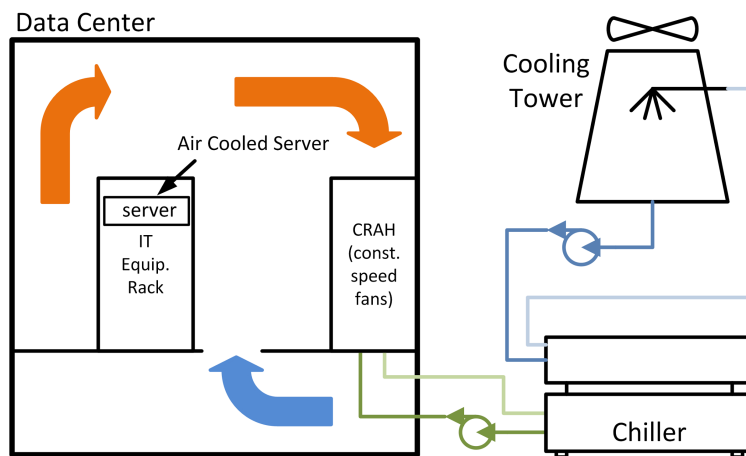 Data Center
Cooling
Tower
Air Cooled Server
server
IT
Equip.
Rack
CRAH
(const.
speed
fans)
Chiller